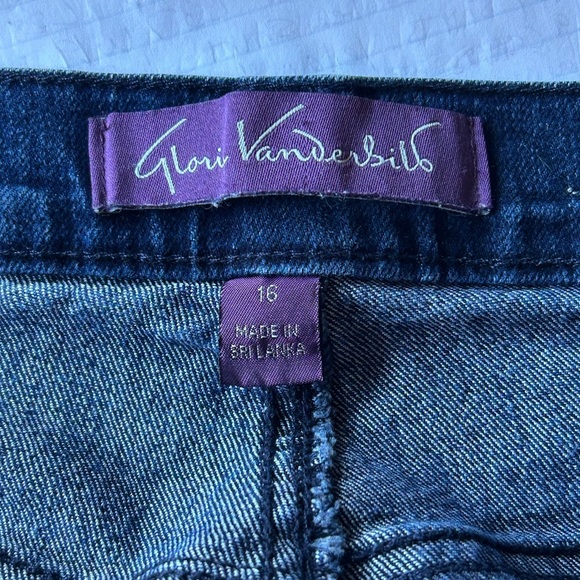 Glori Vanderbilt
16
MADE IN
SRI LANKA